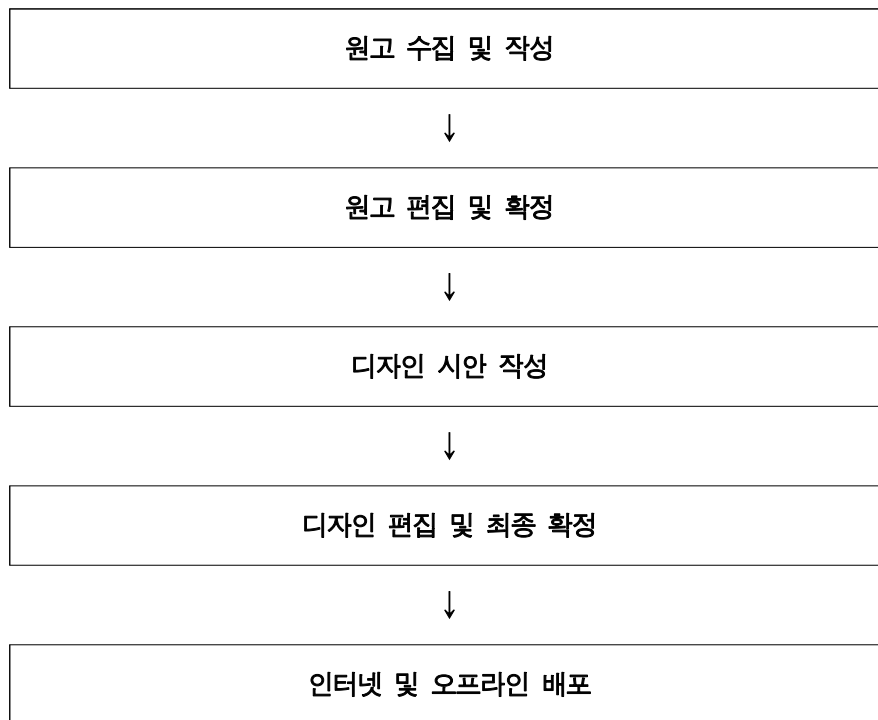 원고 수집 및 작성
↓
원고 편집 및 확정
↓
디자인 시안 작성
↓
디자인 편집 및 최종 확정
↓
인터넷 및 오프라인 배포